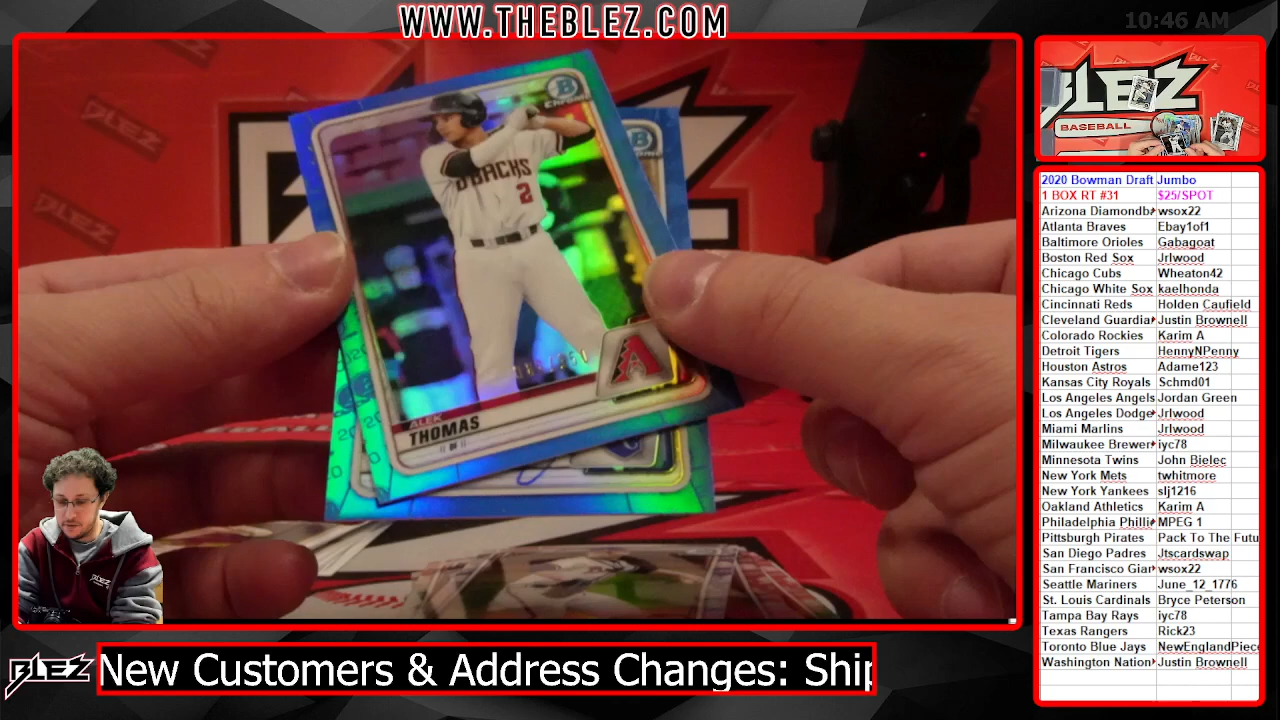 WWW.THEBLEZ.COM
10:46 AM
BLEZ
BASEBALL
CHROME
D-BACKS
2
ALEK
THOMAS
2020 Bowman Draft Jumbo
1 BOX RT #31 $25/SPOT
Arizona Diamondba wsox22
Atlanta Braves Ebay1of1
Baltimore Orioles Gabagoat
Boston Red Sox Jrlwood
Chicago Cubs Wheaton42
Chicago White Sox kaelhonda
Cincinnati Reds Holden Caufield
Cleveland Guardia Justin Brownell
Colorado Rockies Karim A
Detroit Tigers HennyNPenny
Houston Astros Adame123
Kansas City Royals Schmd01
Los Angeles Angels Jordan Green
Los Angeles Dodge Jrlwood
Miami Marlins Jrlwood
Milwaukee Brewer iyc78
Minnesota Twins John Bielec
New York Mets twhitmore
New York Yankees slj1216
Oakland Athletics Karim A
Philadelphia Philli MPEG 1
Pittsburgh Pirates Pack To The Futu
San Diego Padres Jtscardswap
San Francisco Gian wsox22
Seattle Mariners June_12_1776
St. Louis Cardinals Bryce Peterson
Tampa Bay Rays iyc78
Texas Rangers Rick23
Toronto Blue Jays NewEnglandPiec
Washington Nation Justin Brownell
BLEZ
New Customers & Address Changes: Ship